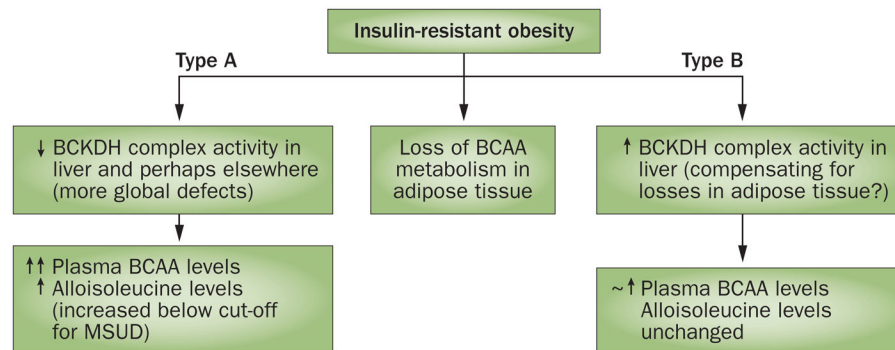 Insulin-resistant obesity
Type A
Type B
↓ BCKDH complex activity in
liver and perhaps elsewhere
(more global defects)
Loss of BCAA
metabolism in
adipose tissue
↑ BCKDH complex activity in
liver (compensating for
losses in adipose tissue?)
↑↑ Plasma BCAA levels
↑ Alloisoleucine levels
(increased below cut-off
for MSUD)
~↑ Plasma BCAA levels
Alloisoleucine levels
unchanged